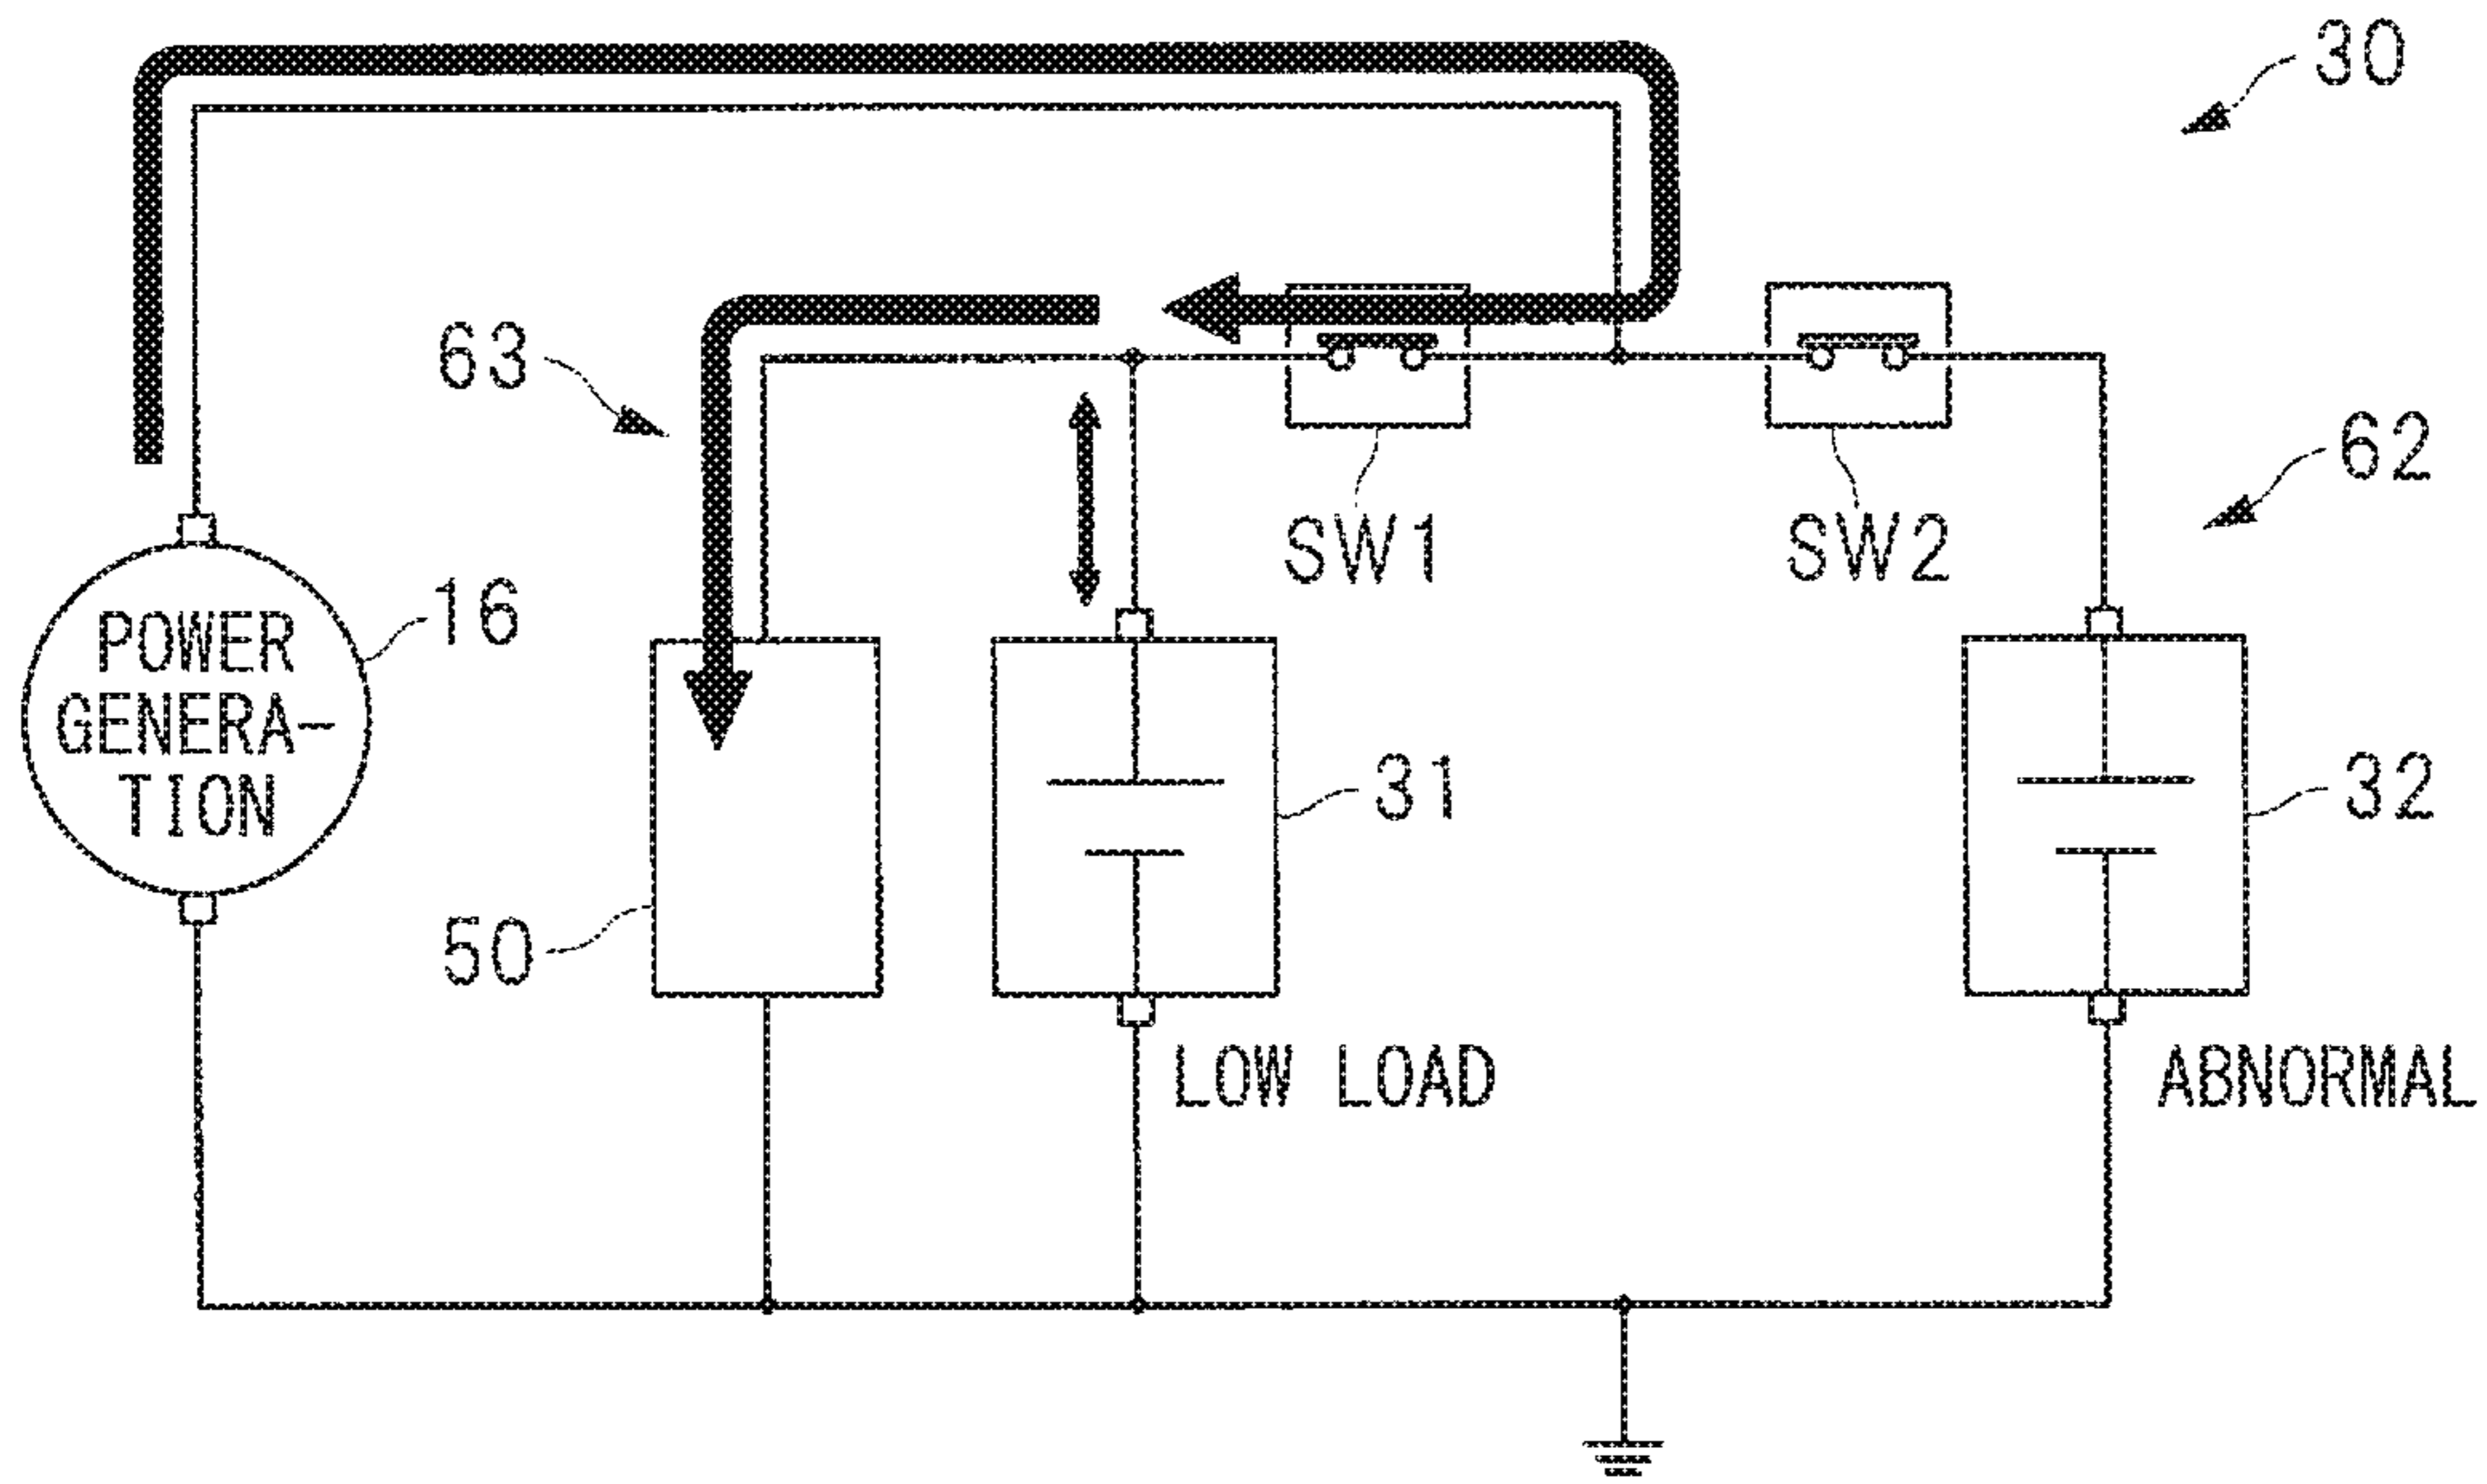 30
63
62
SW1
SW2
16
POWER
GENERA-
TION
31
32
50
LOW LOAD
ABNORMAL